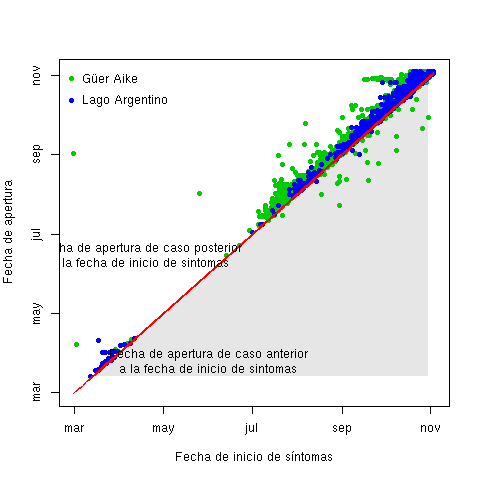 Güer Aike
Lago Argentino
ha de apertura de caso posterior
la fecha de inicio de sintomas
Fecha de apertura de caso anterior
a la fecha de inicio de sintomas
Fecha de apertura
mar
may
jul
sep
nov
mar
may
jul
sep
nov
Fecha de inicio de síntomas